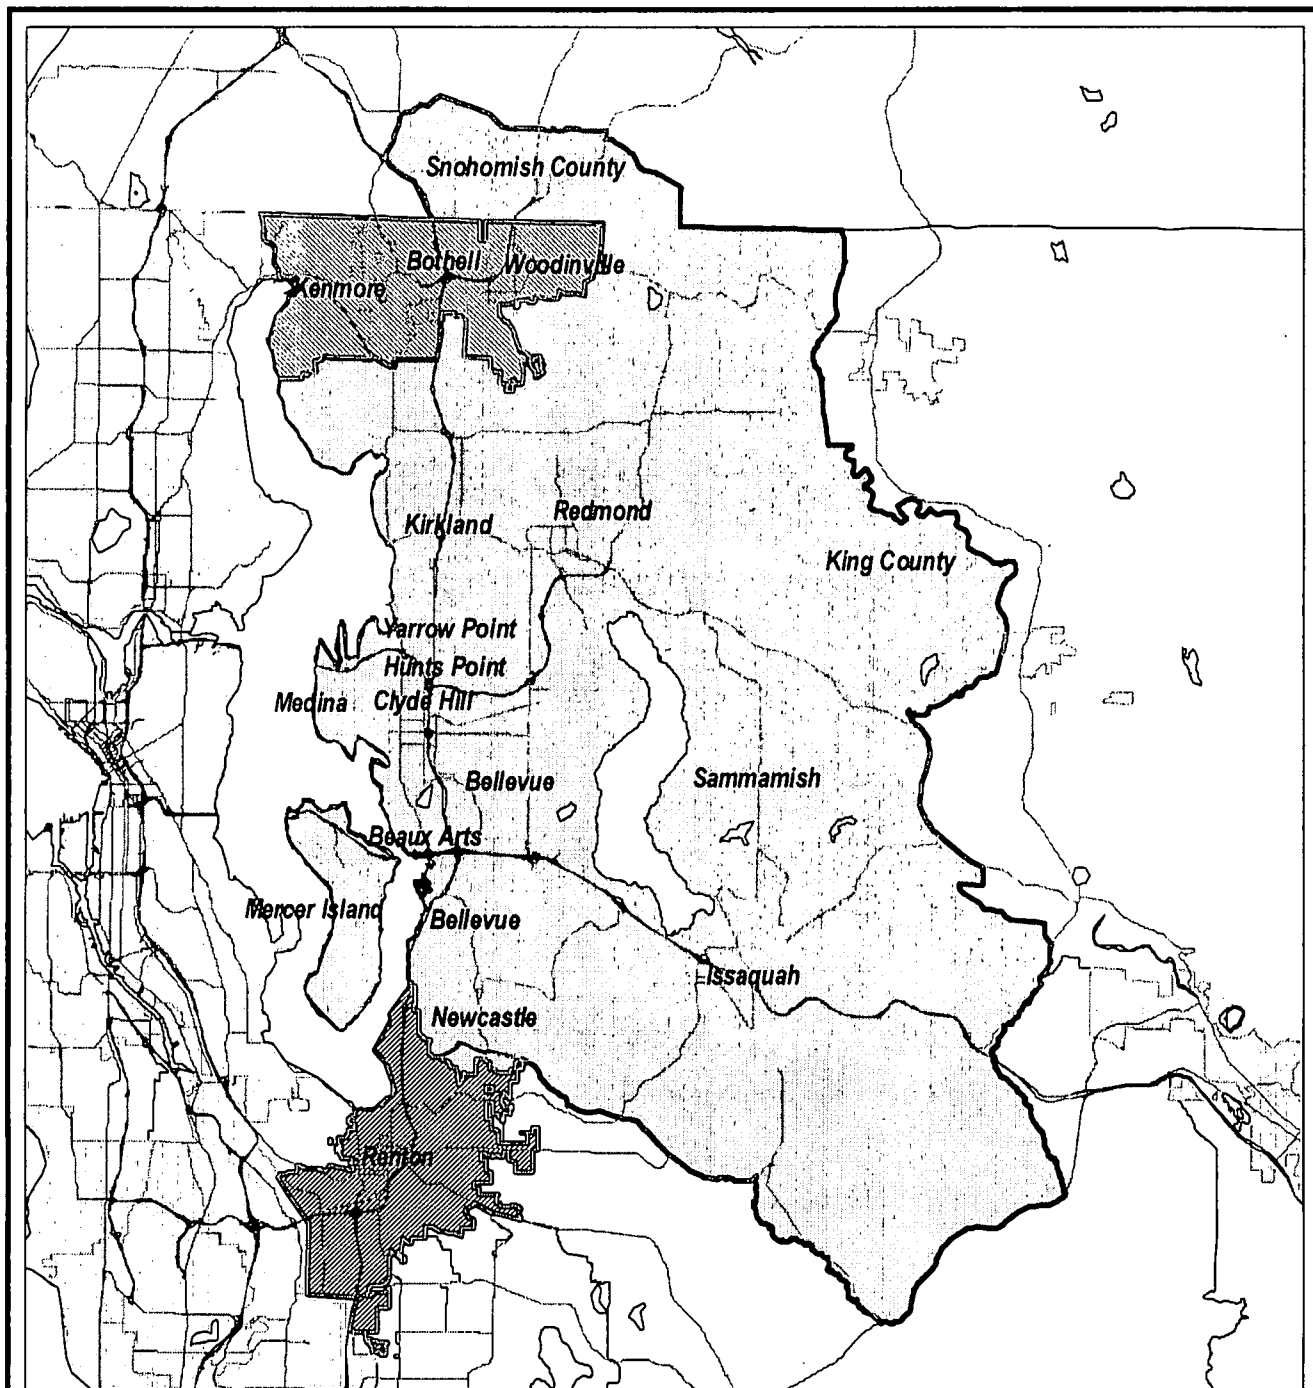 Snohomish County
Bothell
Woodinville
Kenmore
Redmond
Kirkland
King County
Yarrow Point
Hunts Point
Medina
Clyde Hill
Bellevue
Sammamish
Beaux Arts
Mercer Island
Bellevue
Issaquah
Newcastle
Renton